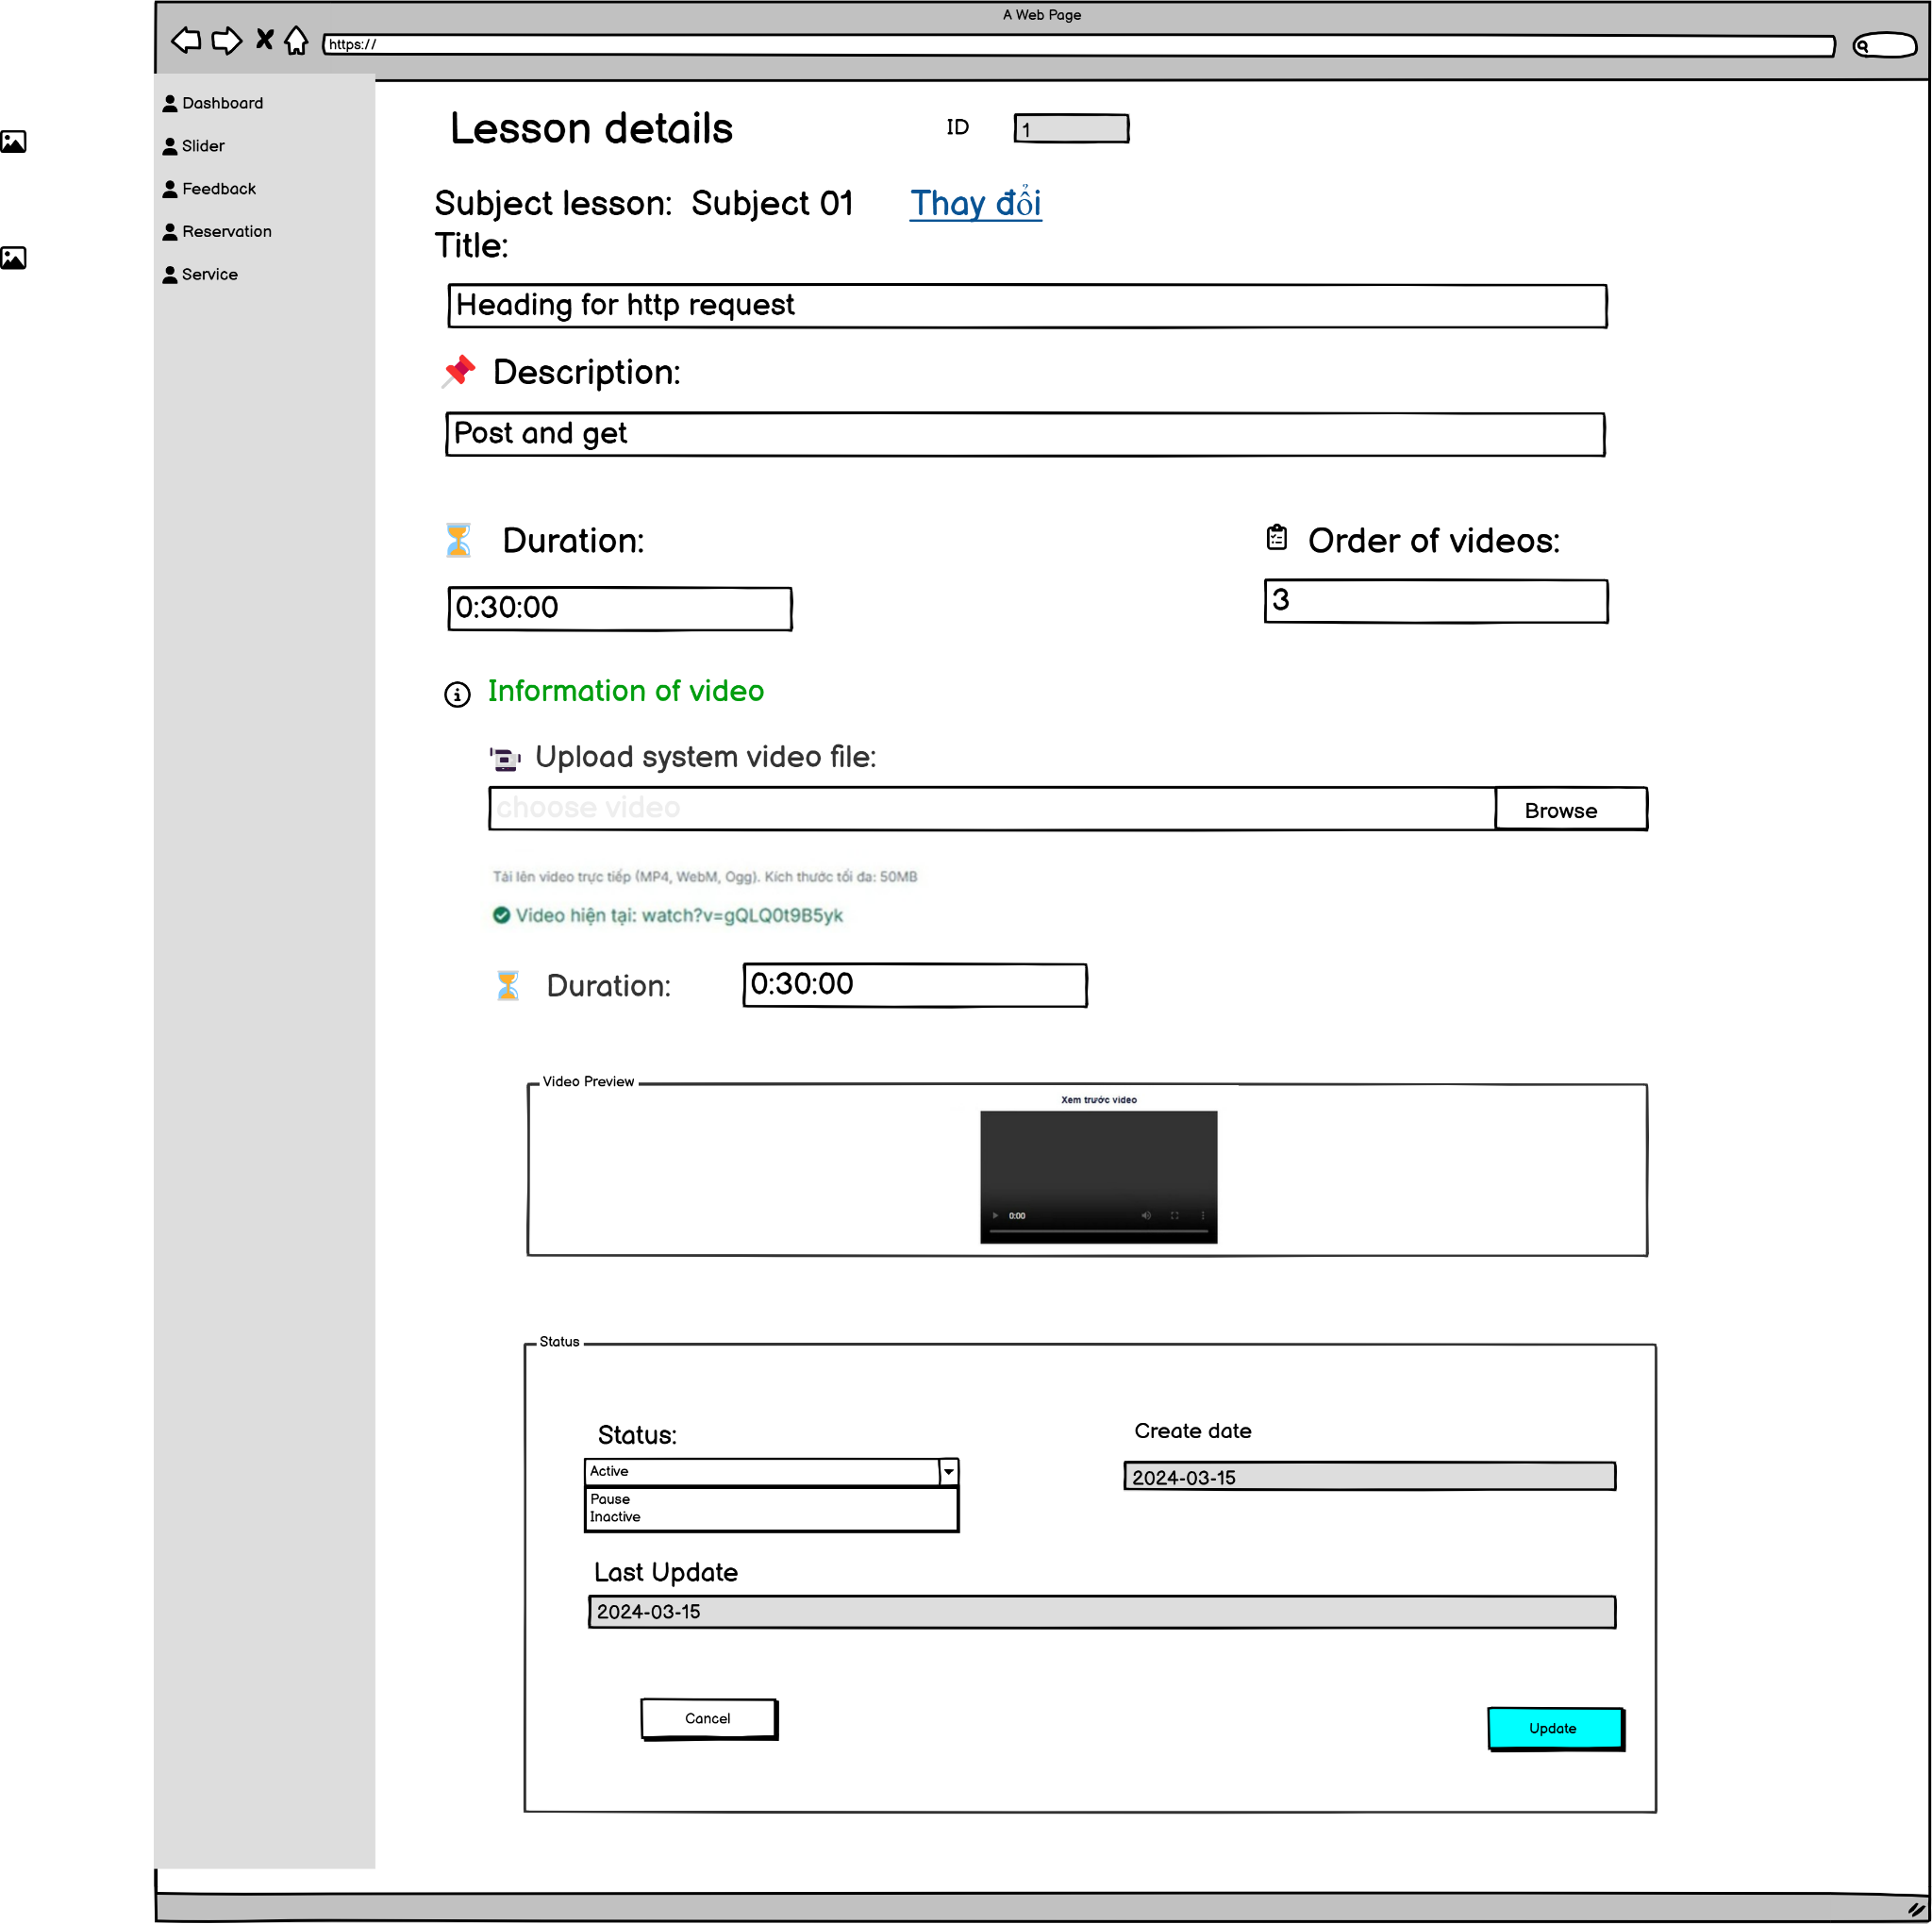 A Web Page
https://
Dashboard
Slider
Feedback
Reservation
Service
Lesson details
ID
1
Subject lesson: Subject 01
Thay đổi
Title:
Heading for http request
Description:
Post and get
Duration:
Order of videos:
0:30:00
3
Information of video
Upload system video file:
choose video
Browse
Tải lên video trực tiếp (MP4, WebM, Ogg). Kích thước tối đa: 50MB
Video hiện tại: watch?v=gQLQ0t9B5yk
Duration:
0:30:00
Video Preview
Xem trước video
0:00
Status
Status:
Create date
Active
2024-03-15
Pause
Inactive
Last Update
2024-03-15
Cancel
Update